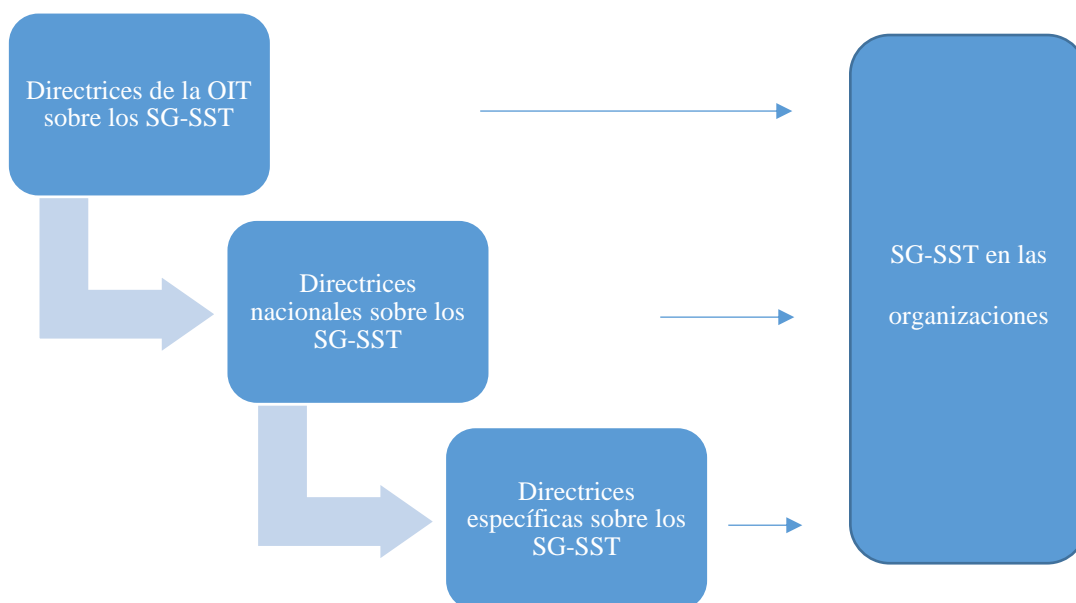 Directrices de la OIT
sobre los SG-SST
Directrices
nacionales sobre los
SG-SST
Directrices
específicas sobre los
SG-SST
SG-SST en las
organizaciones